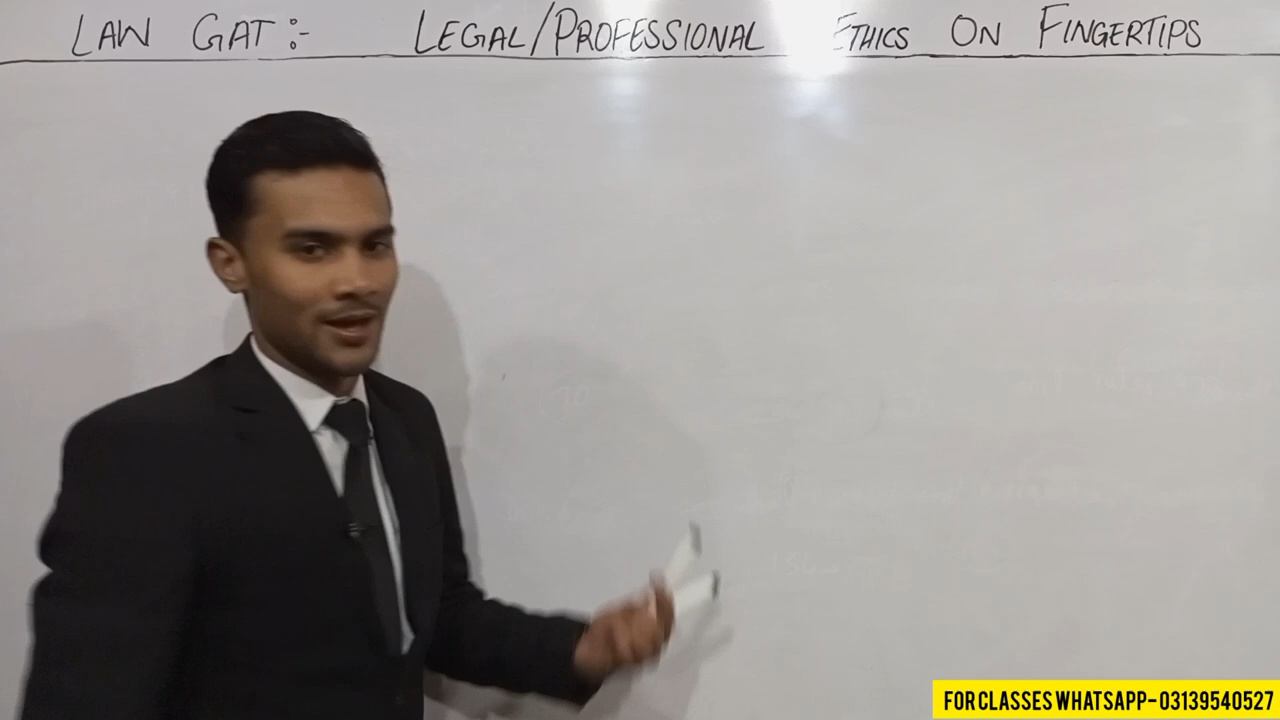 LAW GAT:- LEGAL/PROFESSIONAL ETHICS ON FINGERTIPS
FOR CLASSES WHATSAPP- 03139540527